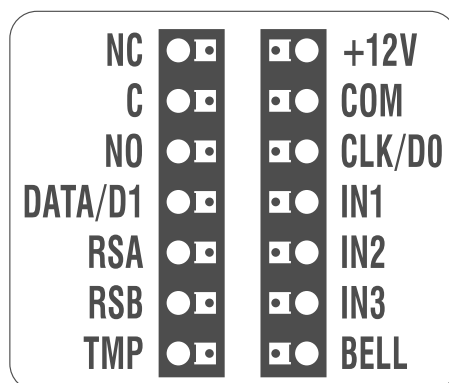 NC +12V
C COM
NO CLK/D0
DATA/D1 IN1
RSA IN2
RSB IN3
TMP BELL